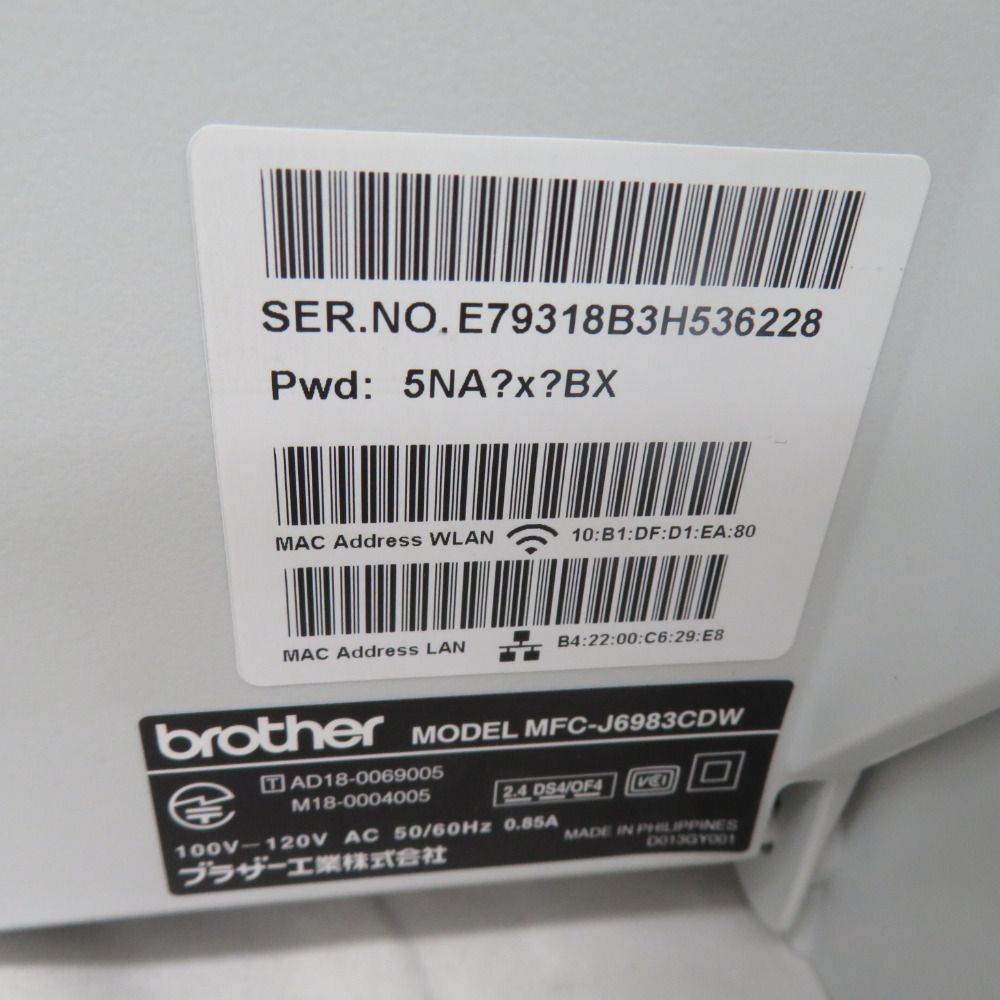 SER.NO. E79318B3H536228
Pwd: 5NA?x?BX
MAC Address WLAN 10:B1:DF:D1:EA:80
MAC Address LAN B4:22:00:C6:29:E8
brother MODEL MFC-J6983CDW
T AD18-0069005
M18-0004005
2.4 DS4/OF4 VCI
100V-120V AC 50/60Hz 0.85A
MADE IN PHILIPPINES
D013GY001
ブラザー工業株式会社